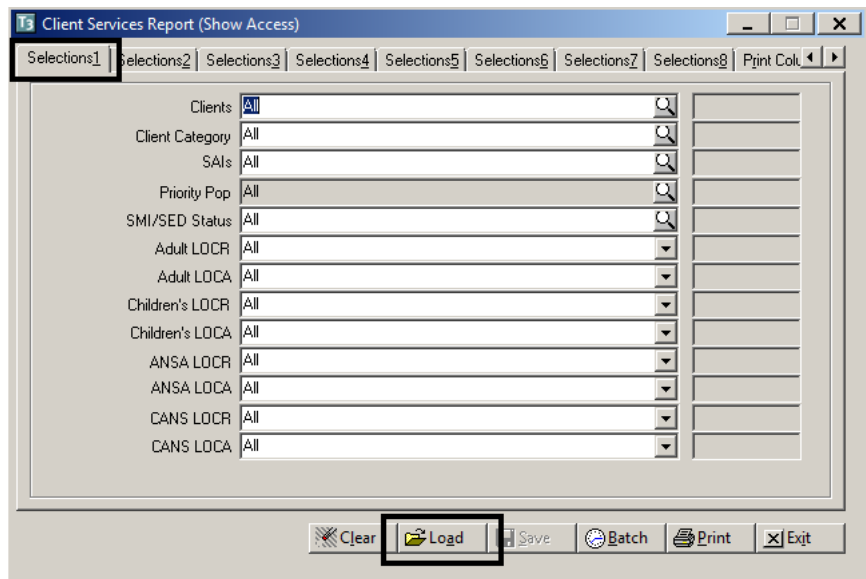 T3 Client Services Report (Show Access)
Selections1 Selections2 Selections3 Selections4 Selections5 Selections6 Selections7 Selections8 Print Colu
Clients All
Client Category All
SAIs All
Priority Pop All
SMI/SED Status All
Adult LOCR All
Adult LOCA All
Children's LOCR All
Children's LOCA All
ANSA LOCR All
ANSA LOCA All
CANS LOCR All
CANS LOCA All
Clear Load Save Batch Print Exit